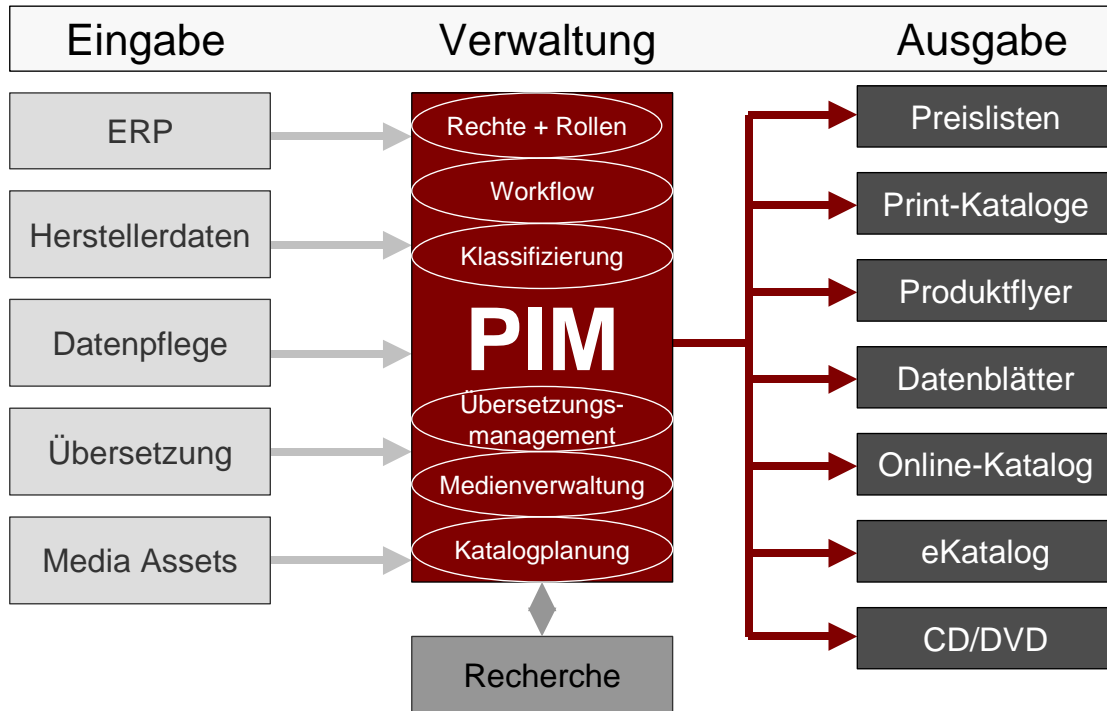 Eingabe
Verwaltung
Ausgabe
ERP
Herstellerdaten
Datenpflege
Übersetzung
Media Assets
Rechte + Rollen
Workflow
Klassifizierung
PIM
Übersetzungs-
management
Medienverwaltung
Katalogplanung
Recherche
Preislisten
Print-Kataloge
Produktflyer
Datenblätter
Online-Katalog
eKatalog
CD/DVD